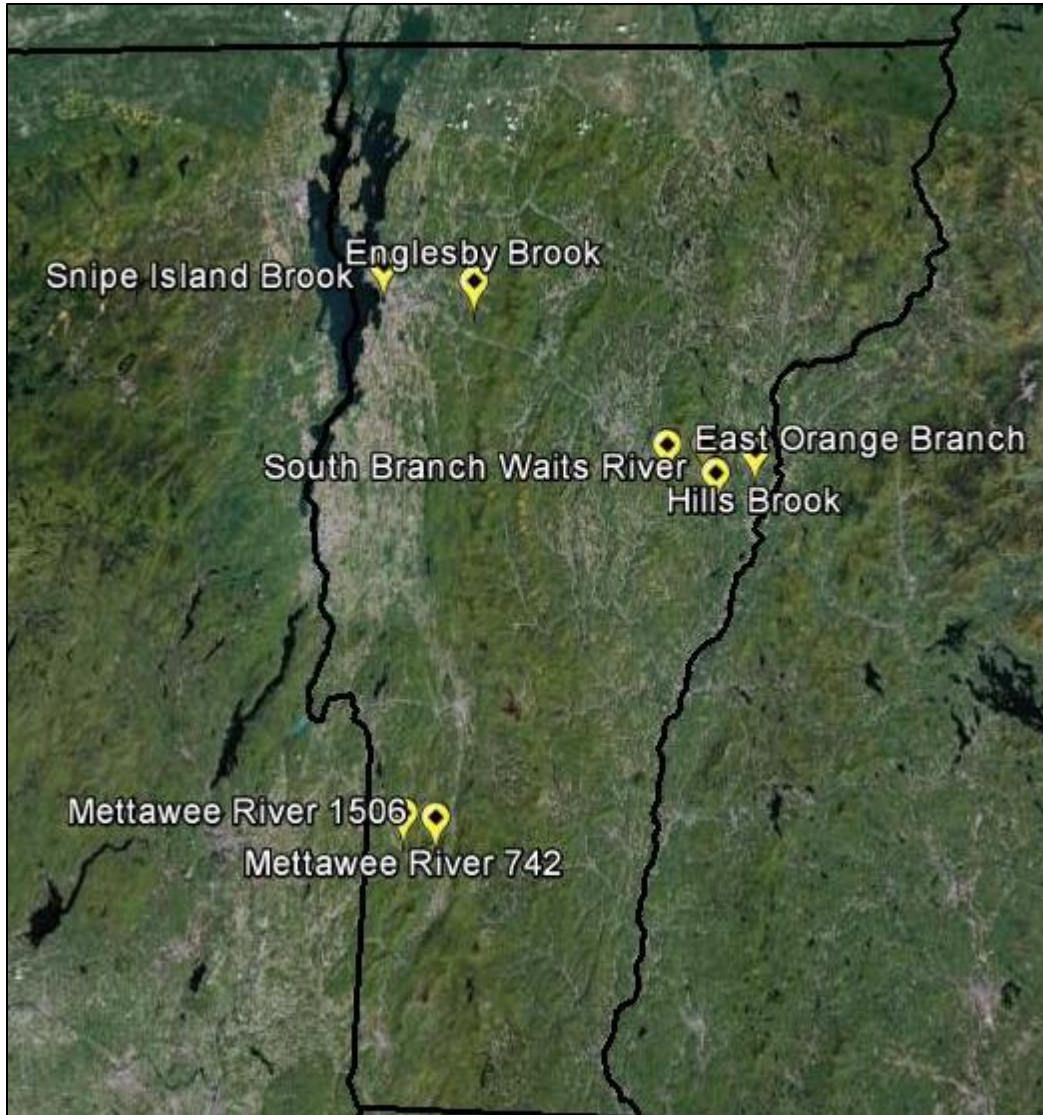 Englesby Brook
Snipe Island Brook
East Orange Branch
South Branch Waits River
Hills Brook
Mettawee River 1506
Mettawee River 742